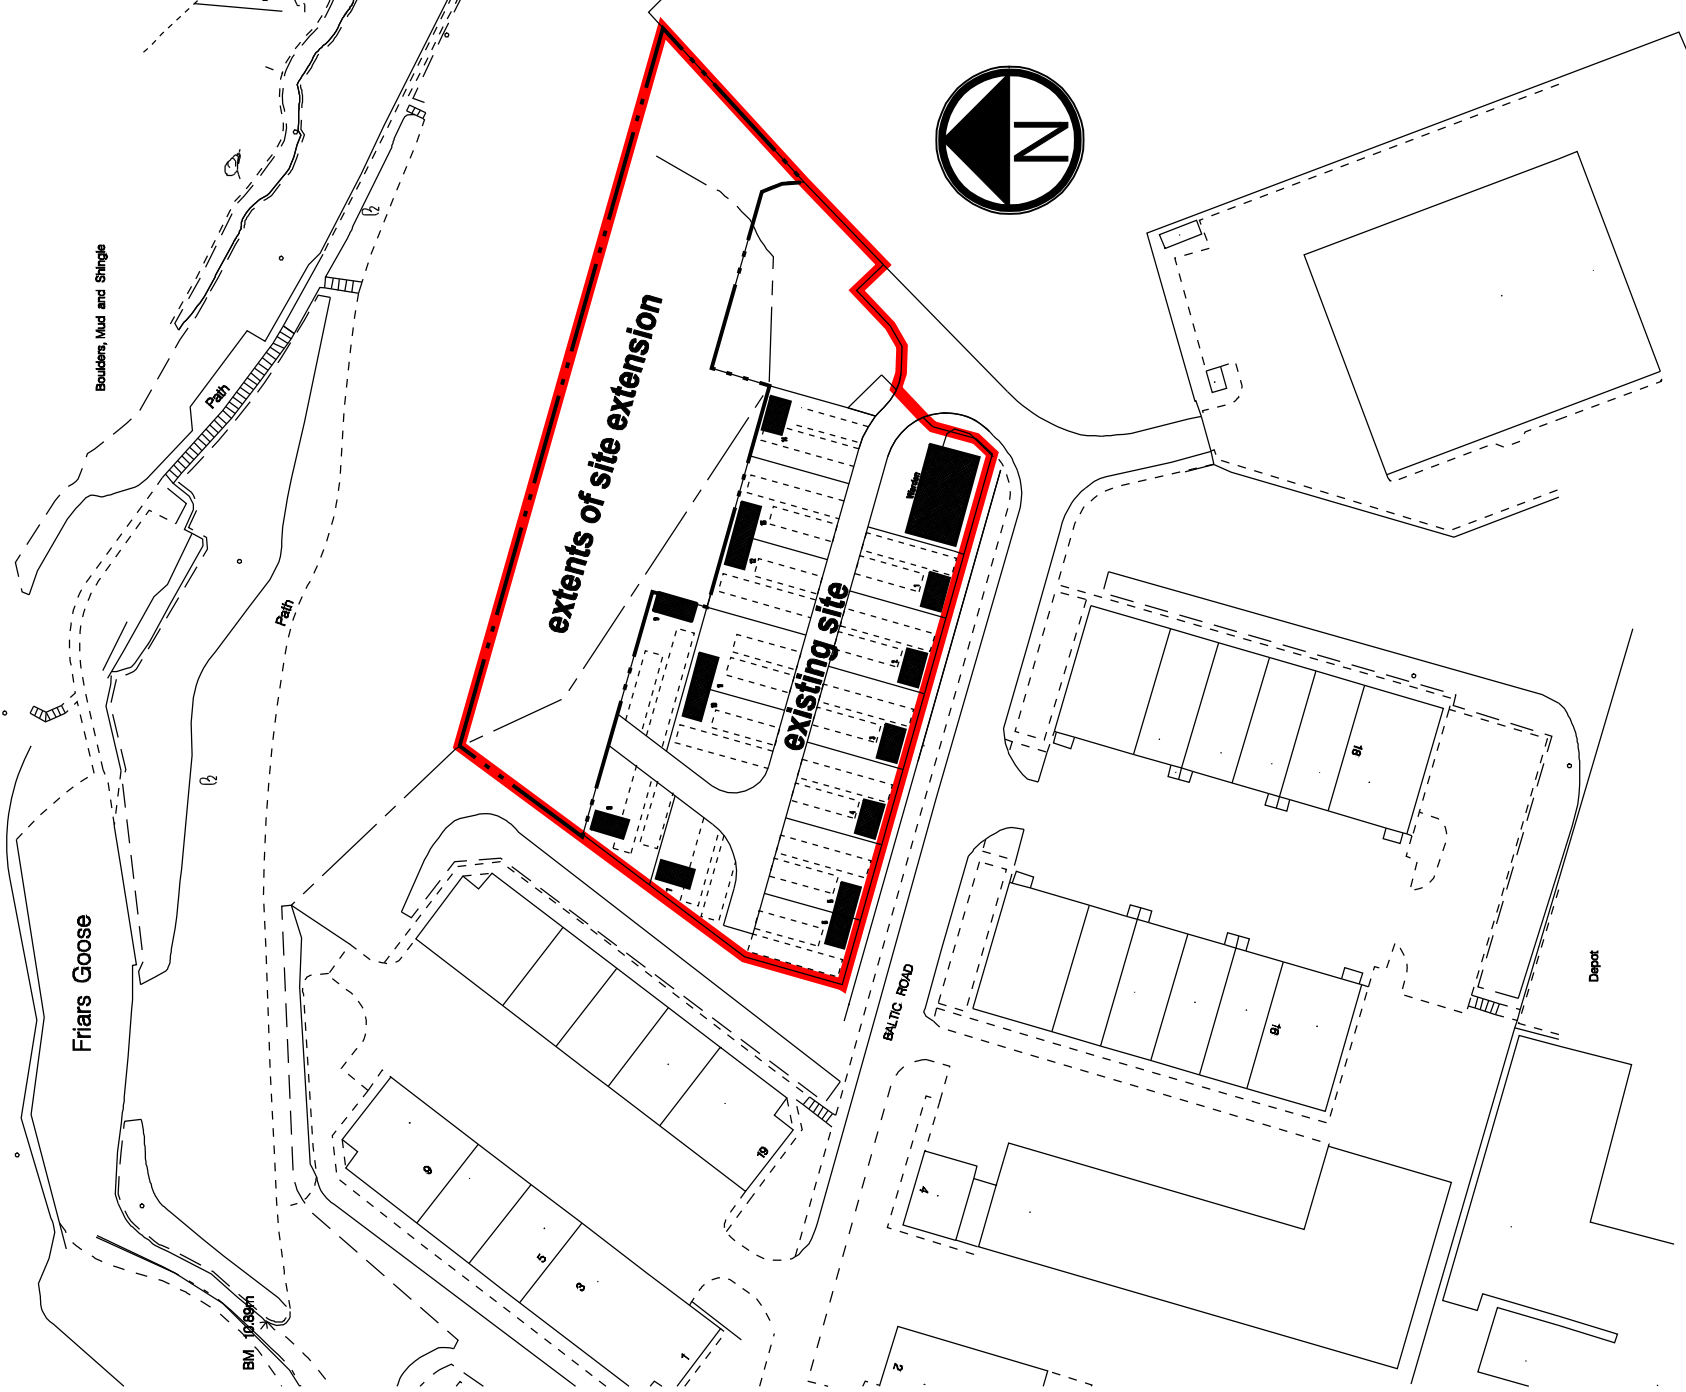 N
Boulders, Mud and Shingle
Path
Path
extents of site extension
existing site
Warden
Friars Goose
BALTIC ROAD
Depot
18
18
19
9
5
3
1
4
2
BM 10.89m